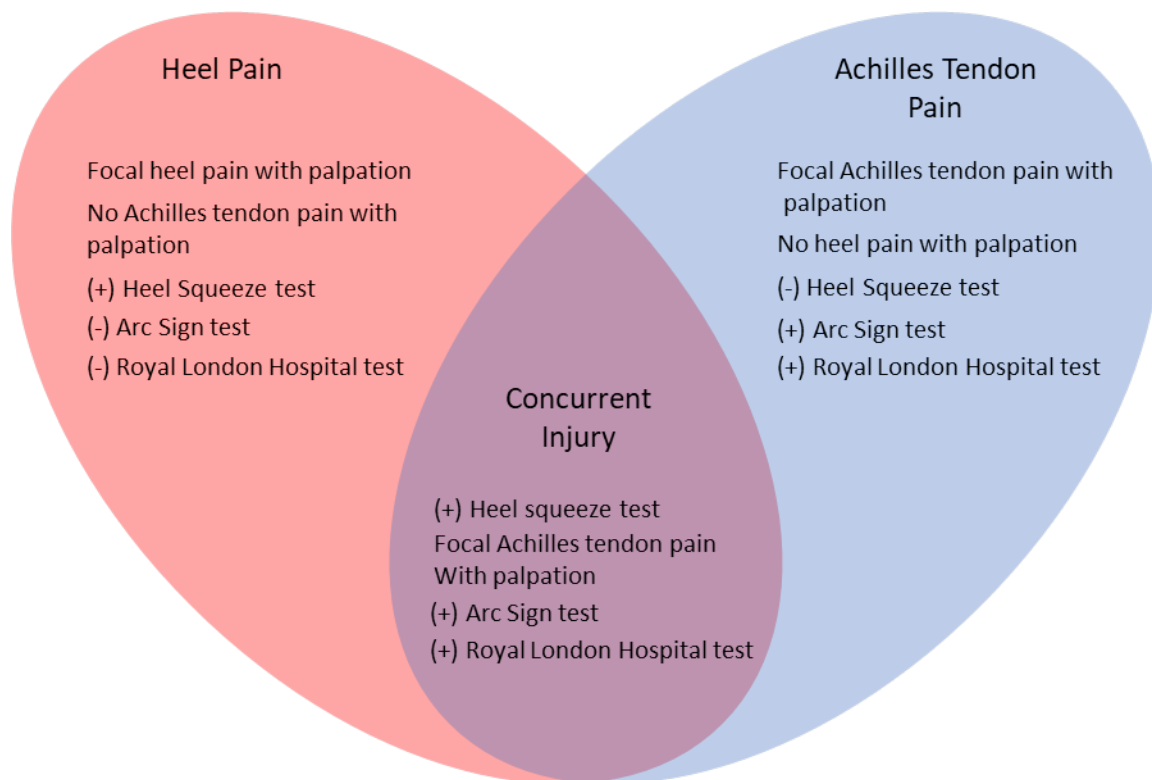 Heel Pain
Focal heel pain with palpation
No Achilles tendon pain with
palpation
(+) Heel Squeeze test
(-) Arc Sign test
(-) Royal London Hospital test
Achilles Tendon
Pain
Focal Achilles tendon pain with
palpation
No heel pain with palpation
(-) Heel Squeeze test
(+) Arc Sign test
(+) Royal London Hospital test
Concurrent
Injury
(+) Heel squeeze test
Focal Achilles tendon pain
With palpation
(+) Arc Sign test
(+) Royal London Hospital test